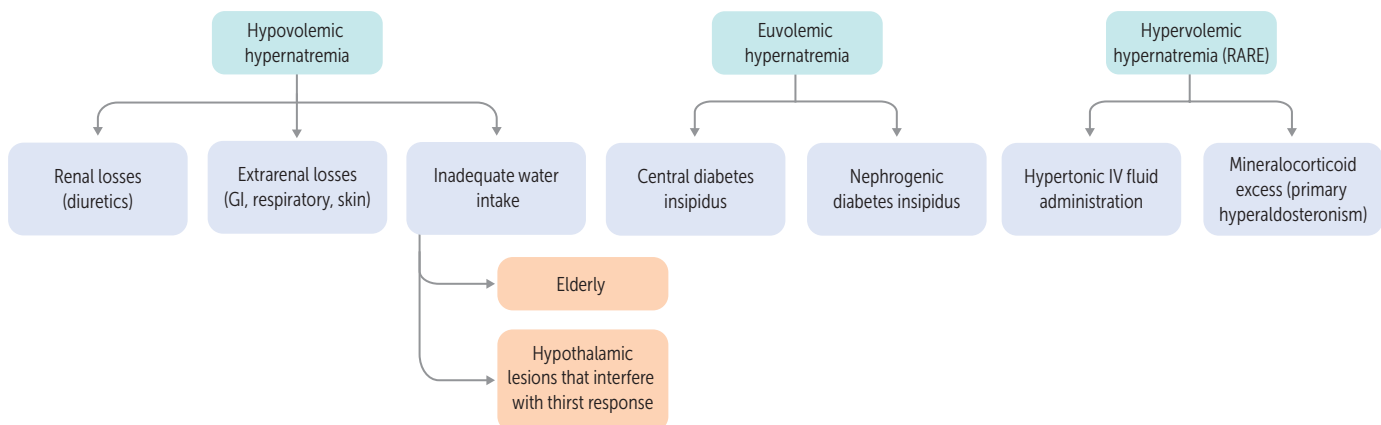 Hypovolemic
hypernatremia
Euvolemic
hypernatremia
Hypervolemic
hypernatremia (RARE)
Renal losses
(diuretics)
Extrarenal losses
(GI, respiratory, skin)
Inadequate water
intake
Central diabetes
insipidus
Nephrogenic
diabetes insipidus
Hypertonic IV fluid
administration
Mineralocorticoid
excess (primary
hyperaldosteronism)
Elderly
Hypothalamic
lesions that interfere
with thirst response